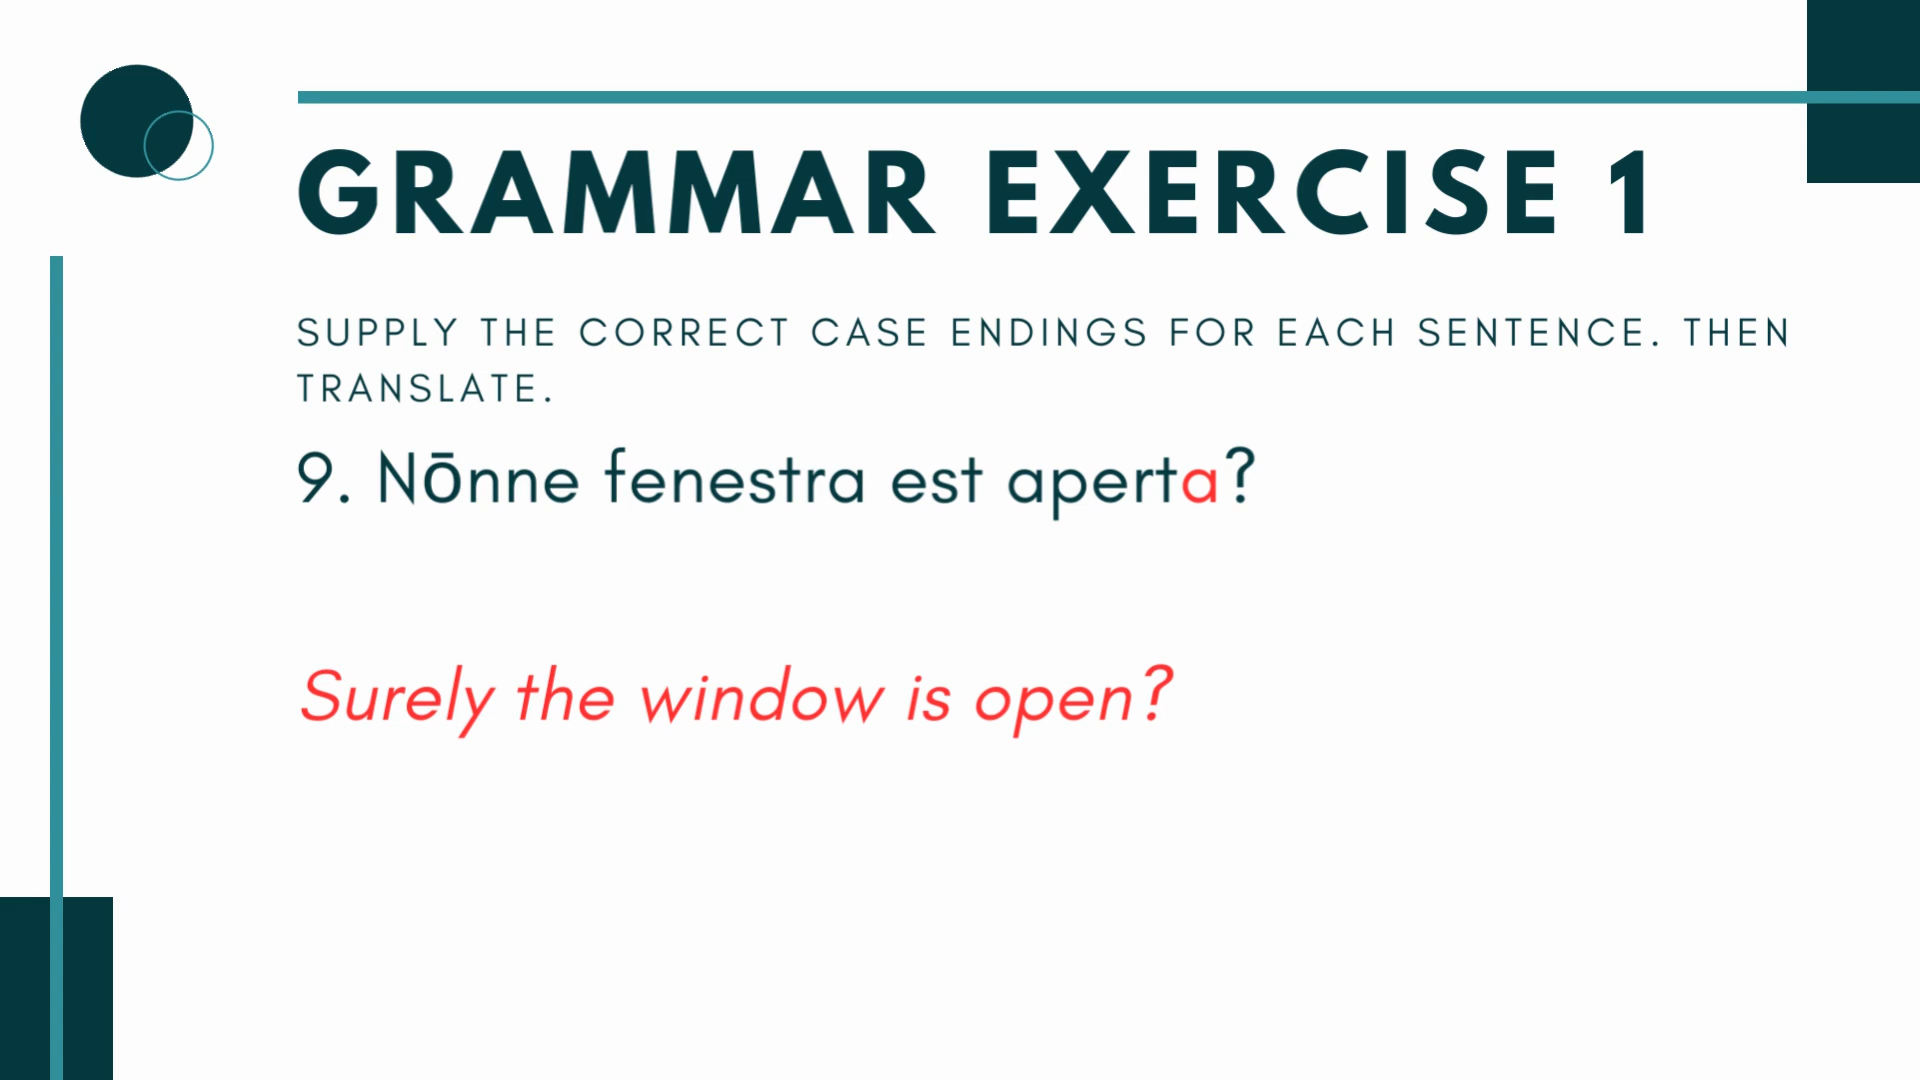 GRAMMAR EXERCISE 1
SUPPLY THE CORRECT CASE ENDINGS FOR EACH SENTENCE. THEN
TRANSLATE.
9. Nōnne fenestra est aperta?
Surely the window is open?